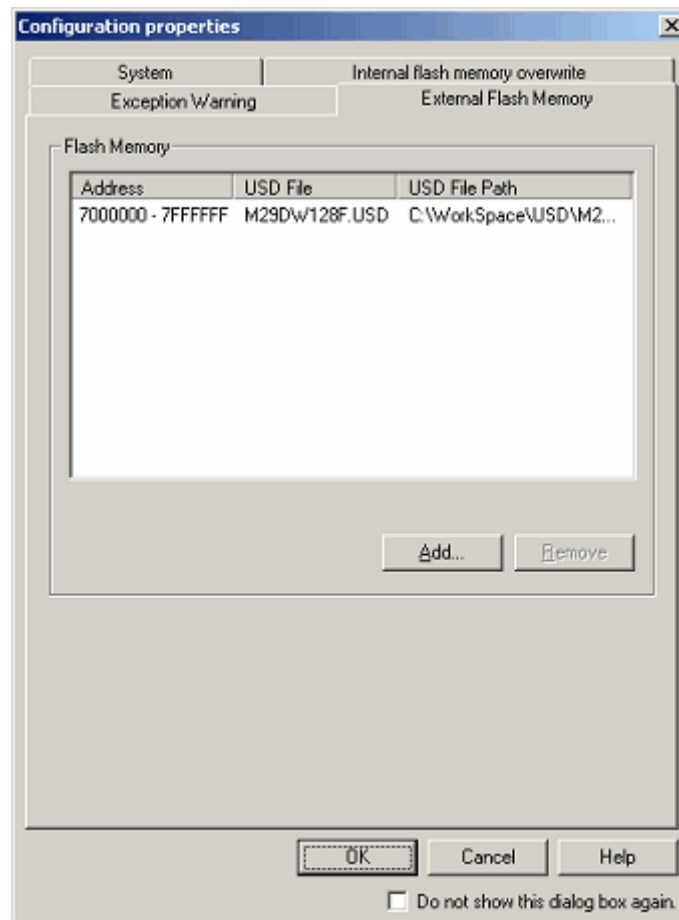 Configuration properties
System Internal flash memory overwrite
Exception Warning External Flash Memory
Flash Memory
Address USD File USD File Path
7000000 - 7FFFFFF M29DW128F.USD C:\WorkSpace\USD\M2...
Add... Remove
OK Cancel Help
Do not show this dialog box again.